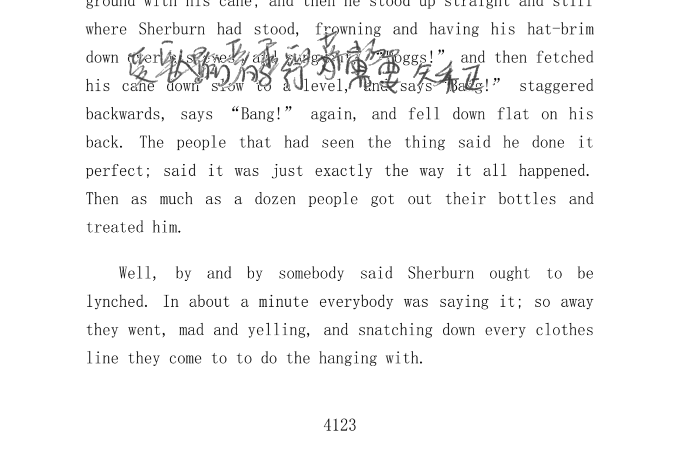 ground with his cane, and then he stood up straight and still
where Sherburn had stood, frowning and having his hat-brim
down over his eyes, and sung out, “Boggs!” and then fetched
his cane down slow to a level, and says “Bang!” staggered
backwards, says “Bang!” again, and fell down flat on his
back. The people that had seen the thing said he done it
perfect; said it was just exactly the way it all happened.
Then as much as a dozen people got out their bottles and
treated him.
Well, by and by somebody said Sherburn ought to be
lynched. In about a minute everybody was saying it; so away
they went, mad and yelling, and snatching down every clothes
line they come to to do the hanging with.
4123